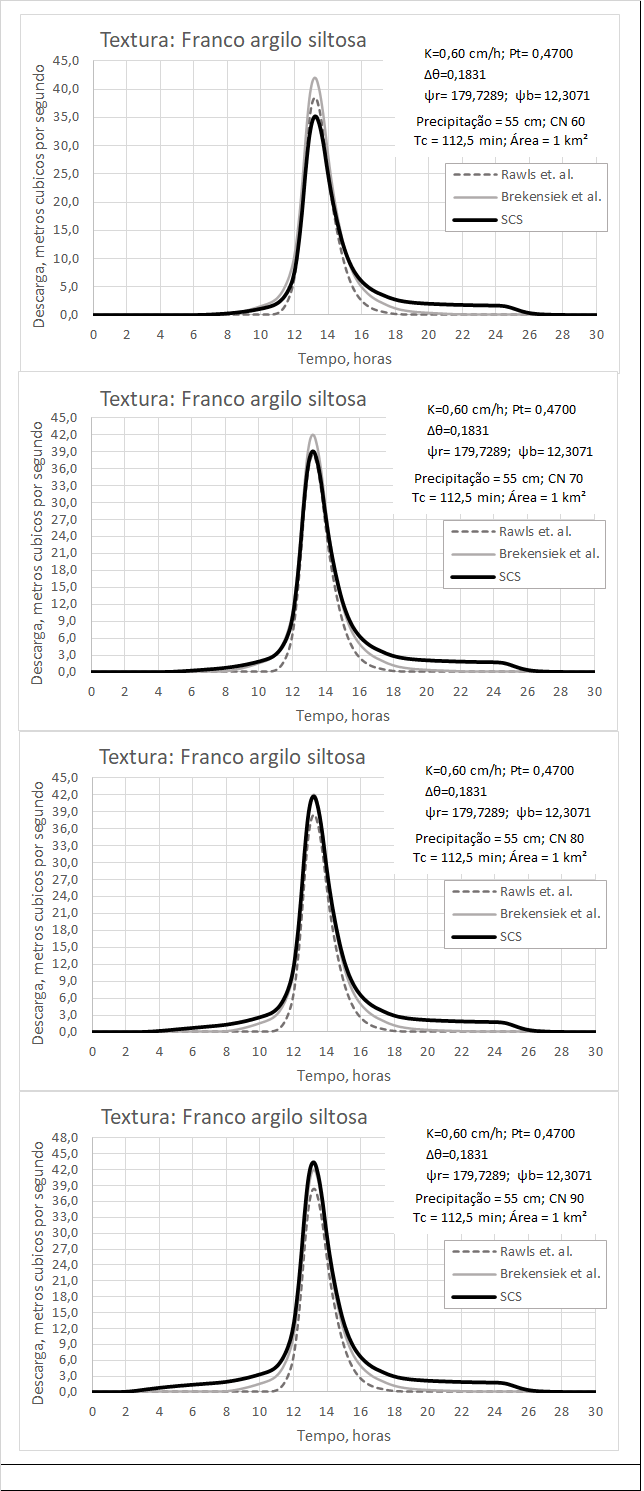 Textura: Franco argilo siltosa
K=0,60 cm/h; Pt= 0,4700
Δθ=0,1831
ψr= 179,7289; ψb= 12,3071
Precipitação = 55 cm; CN 60
Tc = 112,5 min; Área = 1 km²
Rawls et. al.
Brekensiek et al.
SCS
Descarga, metros cubicos por segundo
45,0
40,0
35,0
30,0
25,0
20,0
15,0
10,0
5,0
0,0
0 2 4 6 8 10 12 14 16 18 20 22 24 26 28 30
Tempo, horas
Textura: Franco argilo siltosa
K=0,60 cm/h; Pt= 0,4700
Δθ=0,1831
ψr= 179,7289; ψb= 12,3071
Precipitação = 55 cm; CN 70
Tc = 112,5 min; Área = 1 km²
Rawls et. al.
Brekensiek et al.
SCS
Descarga, metros cubicos por segundo
45,0
42,0
39,0
36,0
33,0
30,0
27,0
24,0
21,0
18,0
15,0
12,0
9,0
6,0
3,0
0,0
0 2 4 6 8 10 12 14 16 18 20 22 24 26 28 30
Tempo, horas
Textura: Franco argilo siltosa
K=0,60 cm/h; Pt= 0,4700
Δθ=0,1831
ψr= 179,7289; ψb= 12,3071
Precipitação = 55 cm; CN 80
Tc = 112,5 min; Área = 1 km²
Rawls et. al.
Brekensiek et al.
SCS
Descarga, metros cubicos por segundo
45,0
42,0
39,0
36,0
33,0
30,0
27,0
24,0
21,0
18,0
15,0
12,0
9,0
6,0
3,0
0,0
0 2 4 6 8 10 12 14 16 18 20 22 24 26 28 30
Tempo, horas
Textura: Franco argilo siltosa
K=0,60 cm/h; Pt= 0,4700
Δθ=0,1831
ψr= 179,7289; ψb= 12,3071
Precipitação = 55 cm; CN 90
Tc = 112,5 min; Área = 1 km²
Rawls et. al.
Brekensiek et al.
SCS
Descarga, metros cubicos por segundo
48,0
45,0
42,0
39,0
36,0
33,0
30,0
27,0
24,0
21,0
18,0
15,0
12,0
9,0
6,0
3,0
0,0
0 2 4 6 8 10 12 14 16 18 20 22 24 26 28 30
Tempo, horas